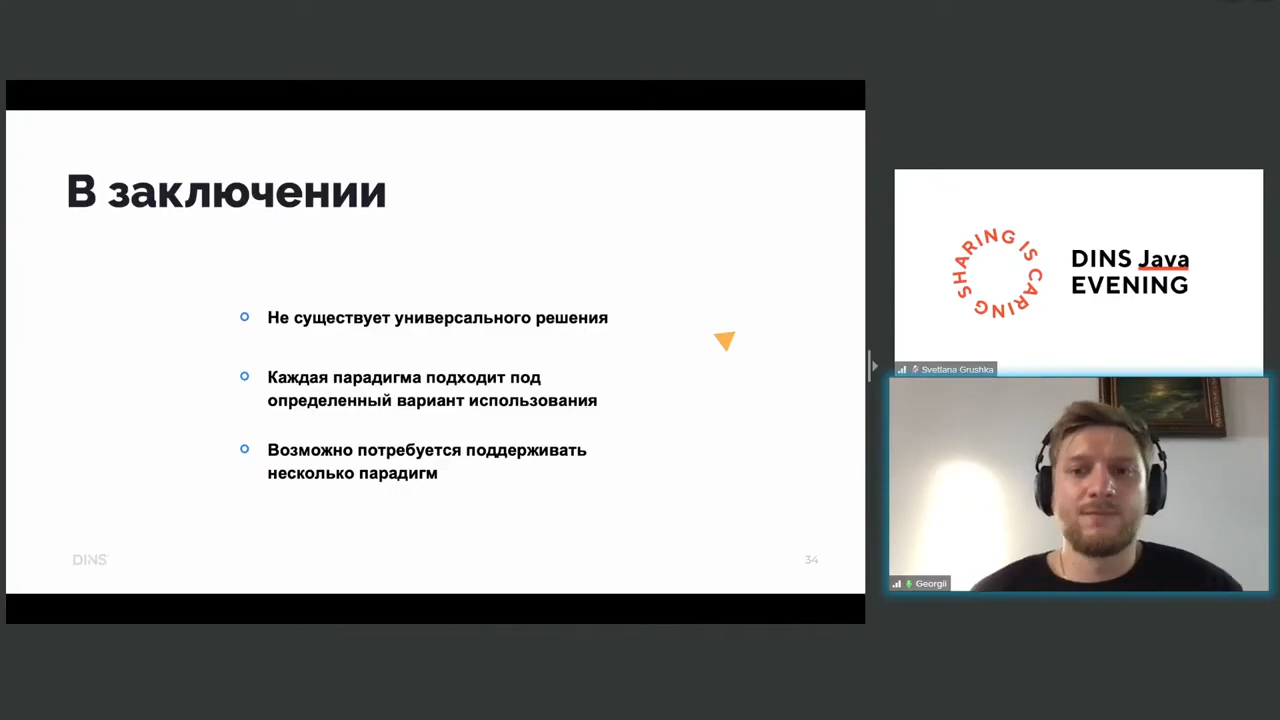 В заключении
Не существует универсального решения
Каждая парадигма подходит под
определенный вариант использования
Возможно потребуется поддерживать
несколько парадигм
DINS
34
SHARING IS CARING
DINS Java
EVENING
Svetlana Grushka
Georgii